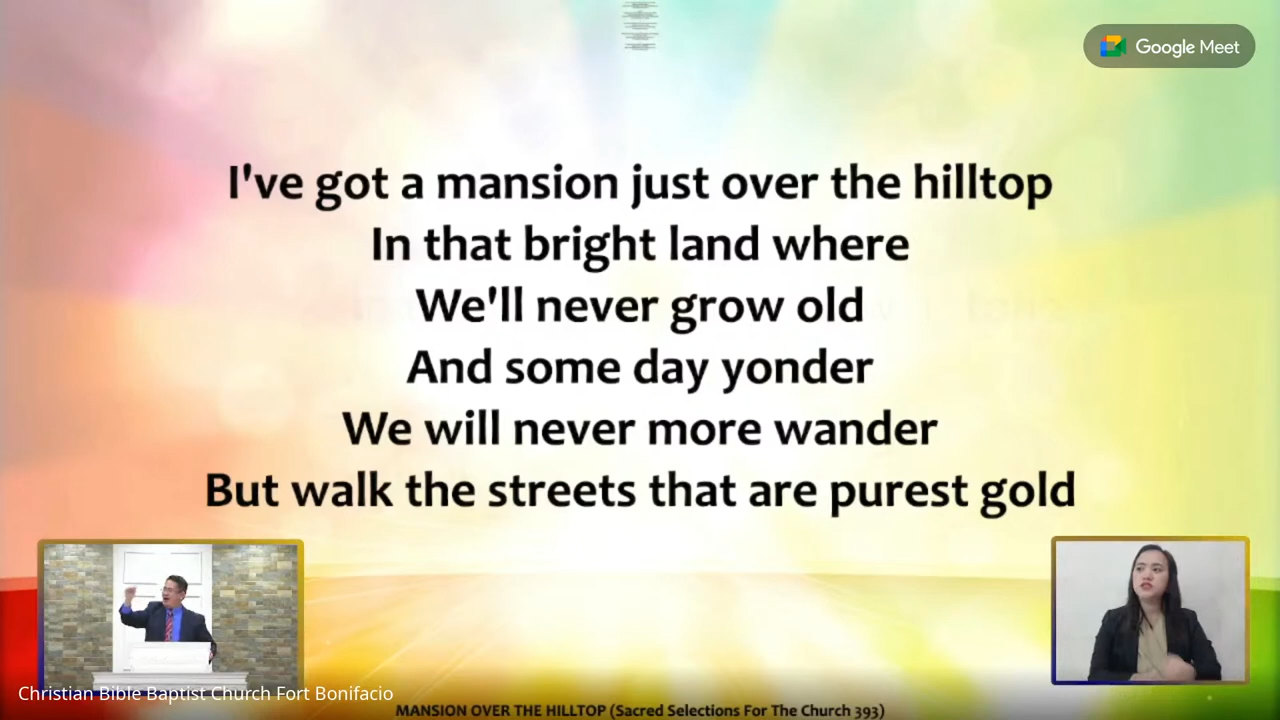 Google Meet
I've got a mansion just over the hilltop
In that bright land where
We'll never grow old
And some day yonder
We will never more wander
But walk the streets that are purest gold
Christian Bible Baptist Church Fort Bonifacio
MANSION OVER THE HILLTOP (Sacred Selections For The Church 393)